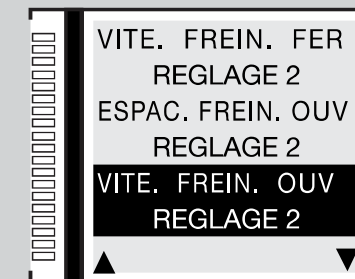 VITE. FREIN. FER
REGLAGE 2
ESPAC. FREIN. OUV
REGLAGE 2
VITE. FREIN. OUV
REGLAGE 2